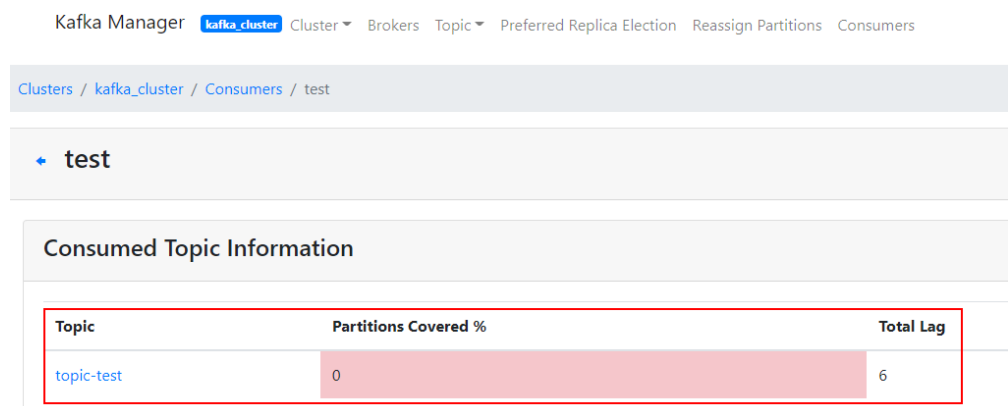 Kafka Manager kafka_cluster Cluster Brokers Topic Preferred Replica Election Reassign Partitions Consumers
Clusters / kafka_cluster / Consumers / test
test
Consumed Topic Information
Topic Partitions Covered % Total Lag
topic-test 0 6